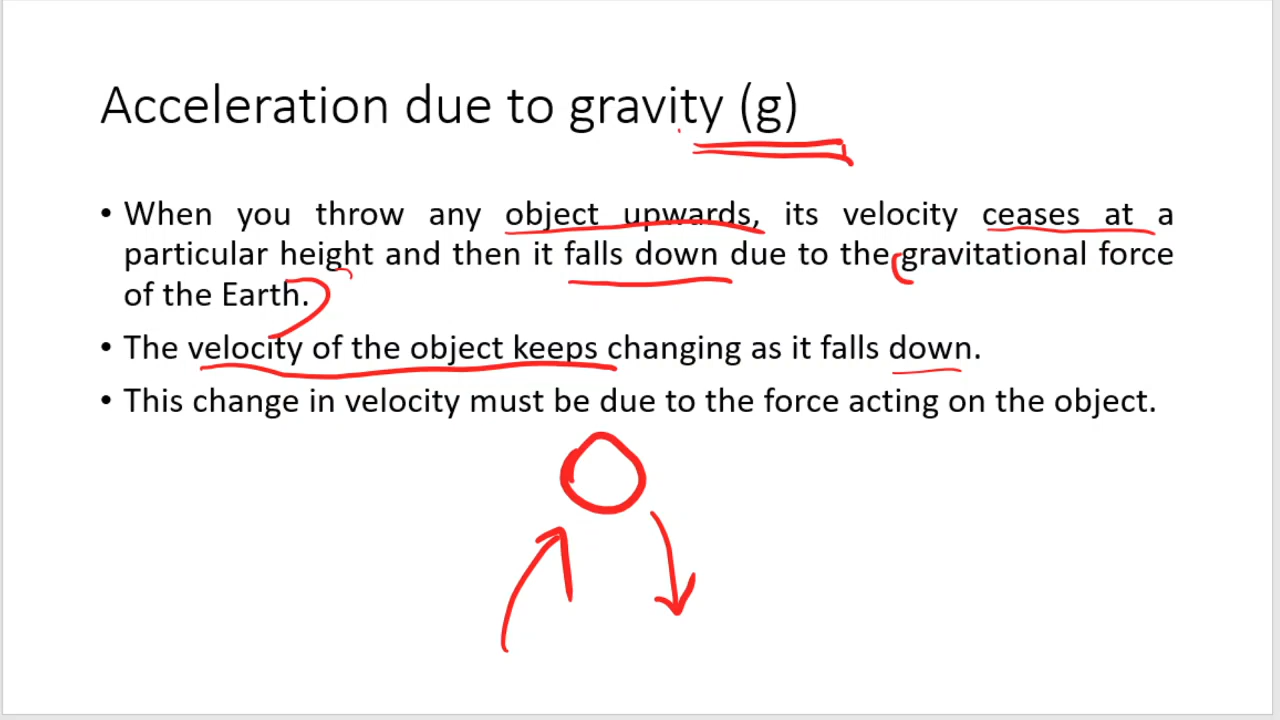 Acceleration due to gravity (g)
• When you throw any object upwards, its velocity ceases at a
particular height and then it falls down due to the gravitational force
of the Earth.
• The velocity of the object keeps changing as it falls down.
• This change in velocity must be due to the force acting on the object.